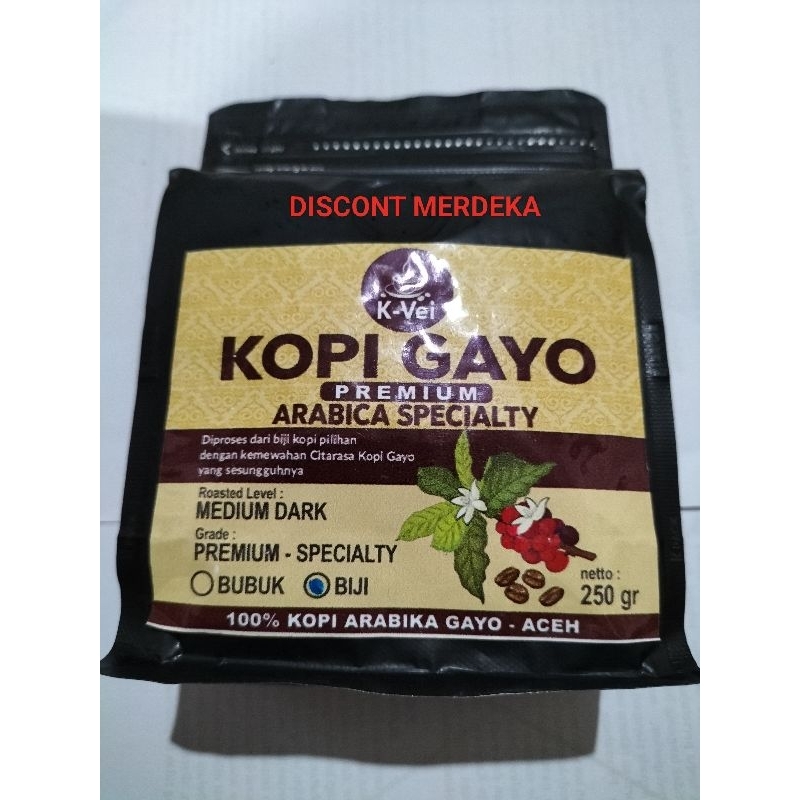 DISCONT MERDEKA
K-Vei
KOPI GAYO
PREMIUM
ARABICA SPECIALTY
Diproses dari biji kopi pilihan
dengan kemewahan Citarasa Kopi Gayo
yang sesungguhnya
Roasted Level :
MEDIUM DARK
Grade :
PREMIUM - SPECIALTY
BUBUK BIJI
netto :
250 gr
100% KOPI ARABIKA GAYO - ACEH